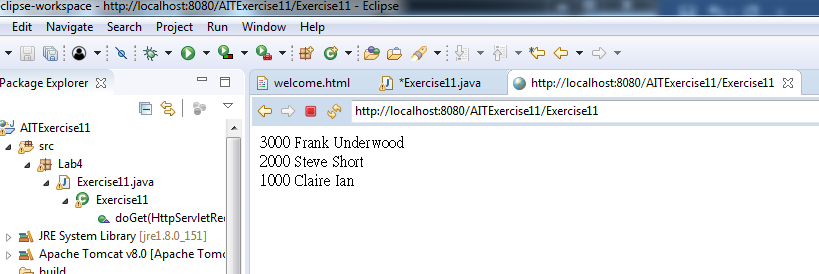 clipse-workspace - http://localhost:8080/AITExercise11/Exercise11 - Eclipse
Edit Navigate Search Project Run Window Help
Package Explorer
welcome.html *Exercise11.java http://localhost:8080/AITExercise11/Exercise11
http://localhost:8080/AITExercise11/Exercise11
AITExercise11
src
Lab4
Exercise11.java
Exercise11
doGet(HttpServletRe
JRE System Library [jre1.8.0_151]
Apache Tomcat v8.0 [Apache Tomc
build
3000 Frank Underwood
2000 Steve Short
1000 Claire Ian